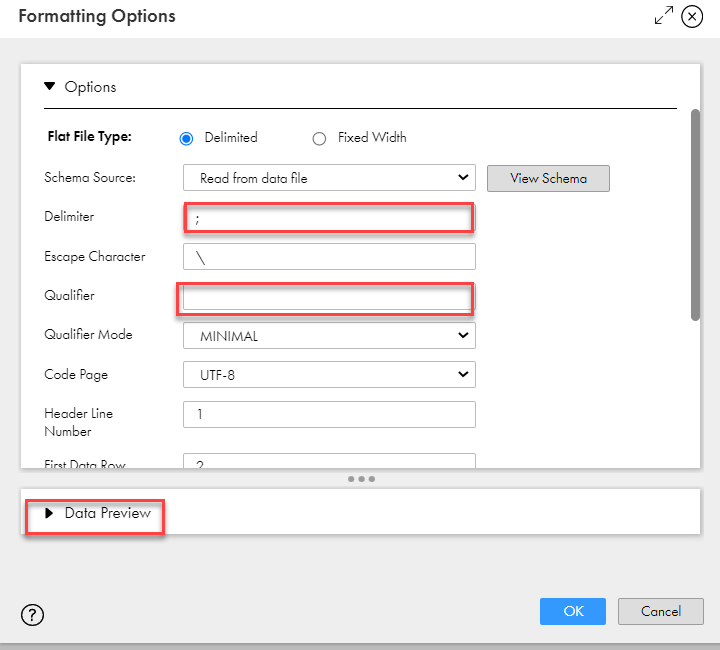 Formatting Options
Options
Flat File Type: Delimited Fixed Width
Schema Source: Read from data file View Schema
Delimiter ;
Escape Character \
Qualifier
Qualifier Mode MINIMAL
Code Page UTF-8
Header Line
Number 1
First Data Row 2
Data Preview
? OK Cancel